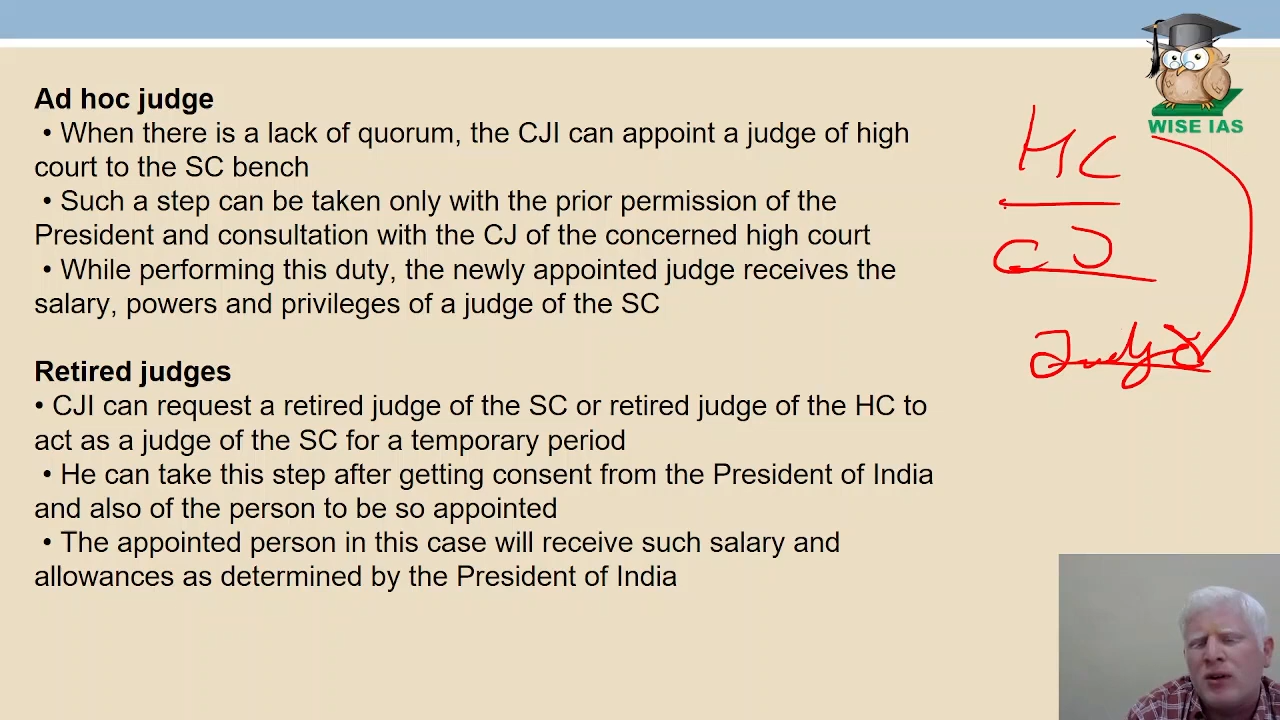 Ad hoc judge
• When there is a lack of quorum, the CJI can appoint a judge of high
court to the SC bench
• Such a step can be taken only with the prior permission of the
President and consultation with the CJ of the concerned high court
• While performing this duty, the newly appointed judge receives the
salary, powers and privileges of a judge of the SC
Retired judges
• CJI can request a retired judge of the SC or retired judge of the HC to
act as a judge of the SC for a temporary period
• He can take this step after getting consent from the President of India
and also of the person to be so appointed
• The appointed person in this case will receive such salary and
allowances as determined by the President of India
WISE IAS
HC
CJ
Judge